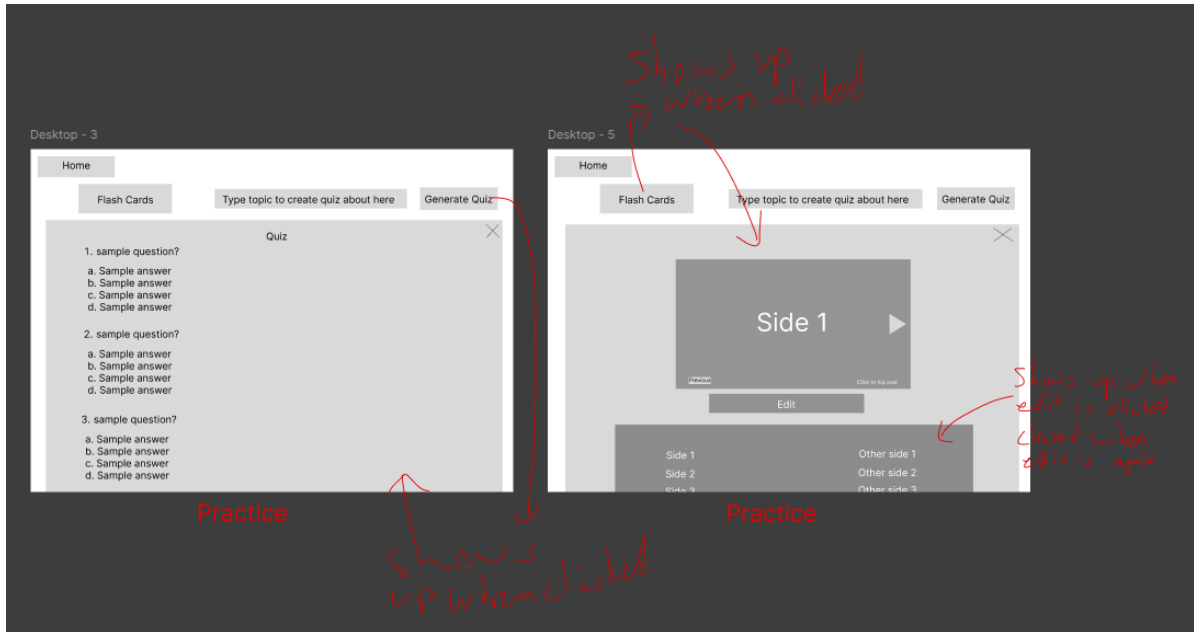 Shows up
when clicked
Desktop - 3
Home
Flash Cards
Type topic to create quiz about here
Generate Quiz
Quiz
1. sample question?
a. Sample answer
b. Sample answer
c. Sample answer
d. Sample answer
2. sample question?
a. Sample answer
b. Sample answer
c. Sample answer
d. Sample answer
3. sample question?
a. Sample answer
b. Sample answer
c. Sample answer
d. Sample answer
Practice
shows
up when clicked
Desktop - 5
Home
Flash Cards
Type topic to create quiz about here
Generate Quiz
Side 1
Click to flip over
Edit
Side 1
Other side 1
Side 2
Other side 2
Side 3
Other side 3
Shows up when
edit is clicked
closed when
again
Practice